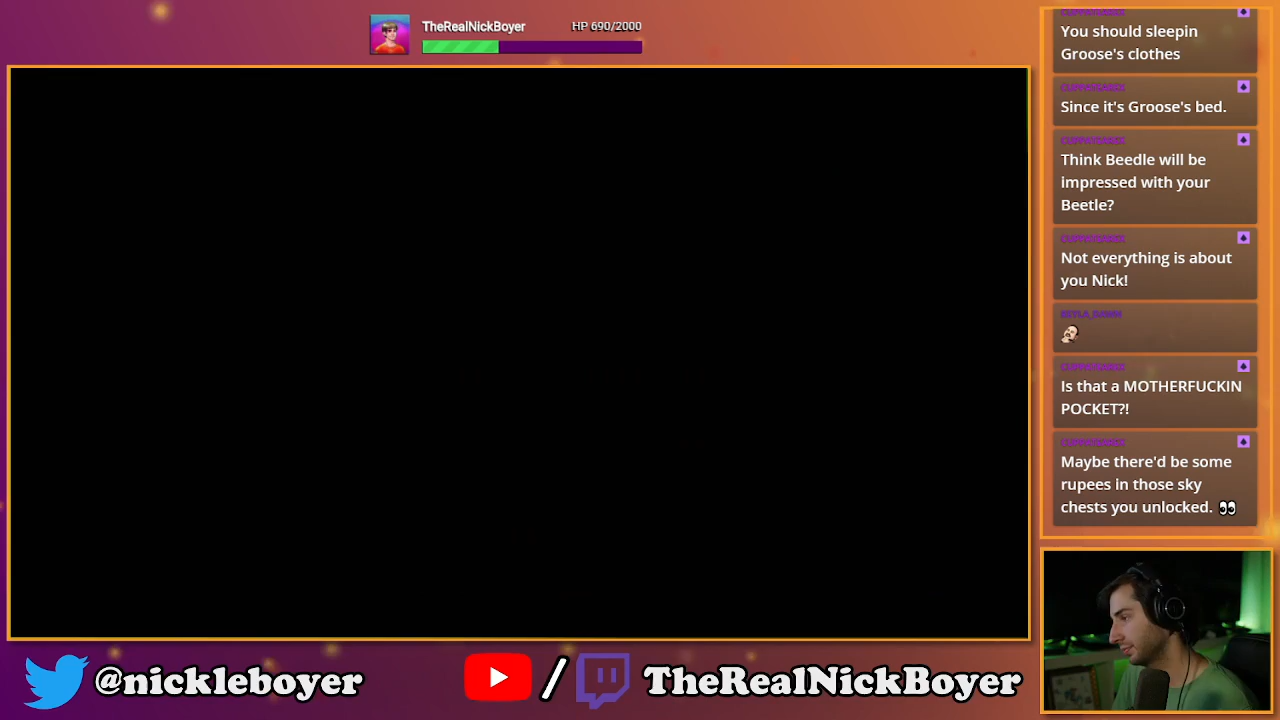 TheRealNickBoyer HP 690/2000
You should sleepin
Groose's clothes
Since it's Groose's bed.
Think Beedle will be
impressed with your
Beetle?
Not everything is about
you Nick!
Is that a MOTHERFUCKIN
POCKET?!
Maybe there'd be some
rupees in those sky
chests you unlocked.
@nickleboyer / TheRealNickBoyer